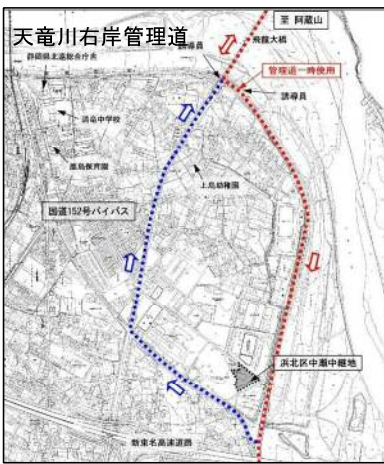 天竜川右岸管理道
至 阿蔵山
飛龍大橋
誘導員
静岡県北遠総合庁舎
管理道一時使用
誘導員
清竜中学校
上島幼稚園
国道152号バイパス
浜北区中瀬中継地
新東名高速道路